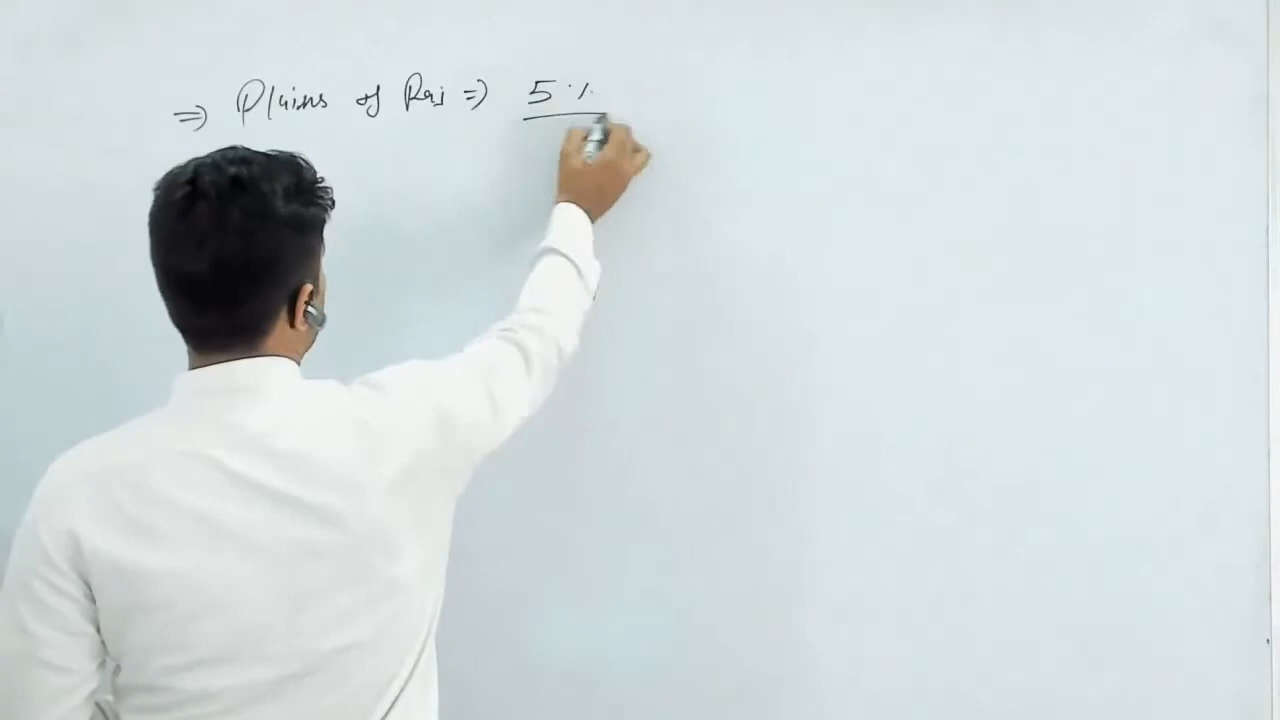 ⇒ Plains of Raj ⇒ 5%